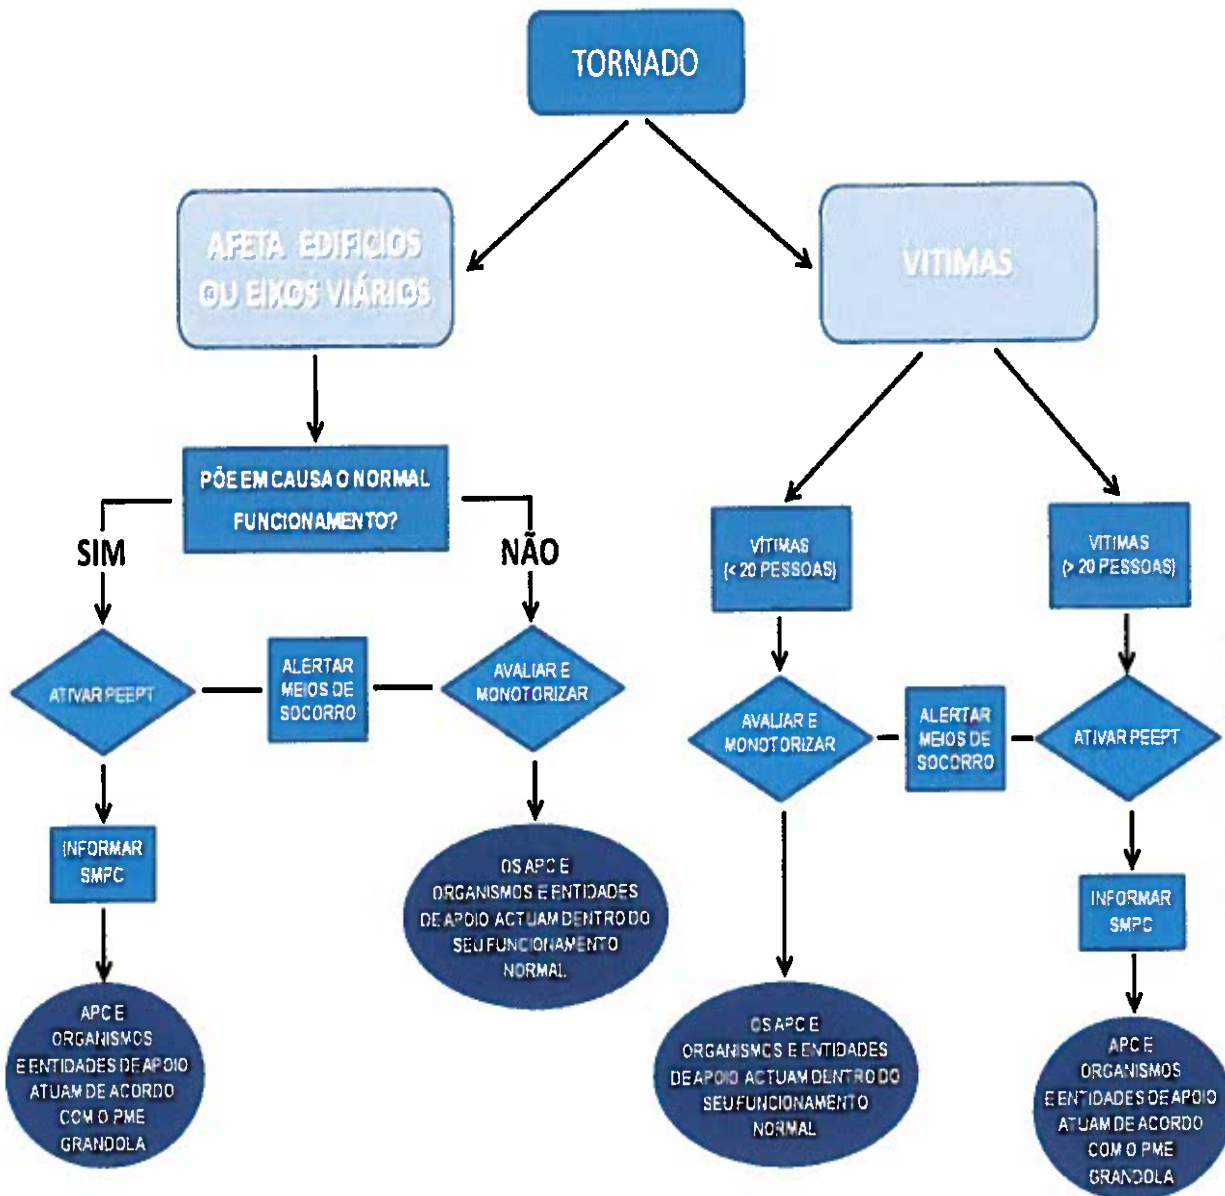 TORNADO
AFETA EDIFICIOS
OU EIXOS VIÁRIOS
VITIMAS
PÕE EM CAUSA O NORMAL
FUNCIONAMENTO?
SIM
NÃO
VÍTIMAS
(< 20 PESSOAS)
VITIMAS
(> 20 PESSOAS)
ATIVAR PEEPT
ALERTAR
MEIOS DE
SOCORRO
AVALIAR E
MONOTORIZAR
AVALIAR E
MONOTORIZAR
ALERTAR
MEIOS DE
SOCORRO
ATIVAR PEEPT
INFORMAR
SMPC
OS APC E
ORGANISMOS E ENTIDADES
DE APOIO ACTUAM DENTRO DO
SEU FUNCIONAMENTO
NORMAL
INFORMAR
SMPC
APC E
ORGANISMOS
E ENTIDADES DE APOIO
ATUAM DE ACORDO
COM O PME
GRANDOLA
OS APC E
ORGANISMOS E ENTIDADES
DE APOIO ACTUAM DENTRO DO
SEU FUNCIONAMENTO
NORMAL
APC E
ORGANISMOS
E ENTIDADES DE APOIO
ATUAM DE ACORDO
COM O PME
GRANDOLA